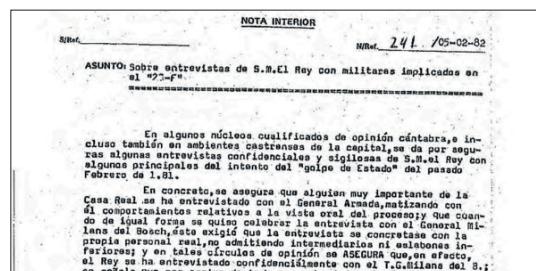 NOTA INTERIOR
S/Ref. N/Ref. 241 /05-02-82
ASUNTO: Sobre entrevistas de S.M.El Rey con militares implicados en
el "23-F".
En algunos núcleos cualificados de opinión cántabra,e in-
cluso también en ambientes castrenses de la capital,se da por segu-
ras algunas entrevistas confidenciales y sigilosas de S.M.el Rey con
algunos principales del intento del "golpe de Estado" del pasado
Febrero de 1.81.
En concreto,se asegura que alguien muy importante de la
Casa Real se ha entrevistado con el General Armada,matizando con
él comportamientos relativos a la vista oral del proceso;y que cuan-
do de igual forma se quiso celebrar la entrevista con el General Mi-
lans del Bosch,éste exigió que la entrevista se concretase con la
propia personal real,no admitiendo intermediarios ni eslabones in-
feriores; y en tales círculos de opinión se ASEGURA que,en efecto,
el Rey se ha entrevistado confidencialmente con el T.G.Milans del B.;